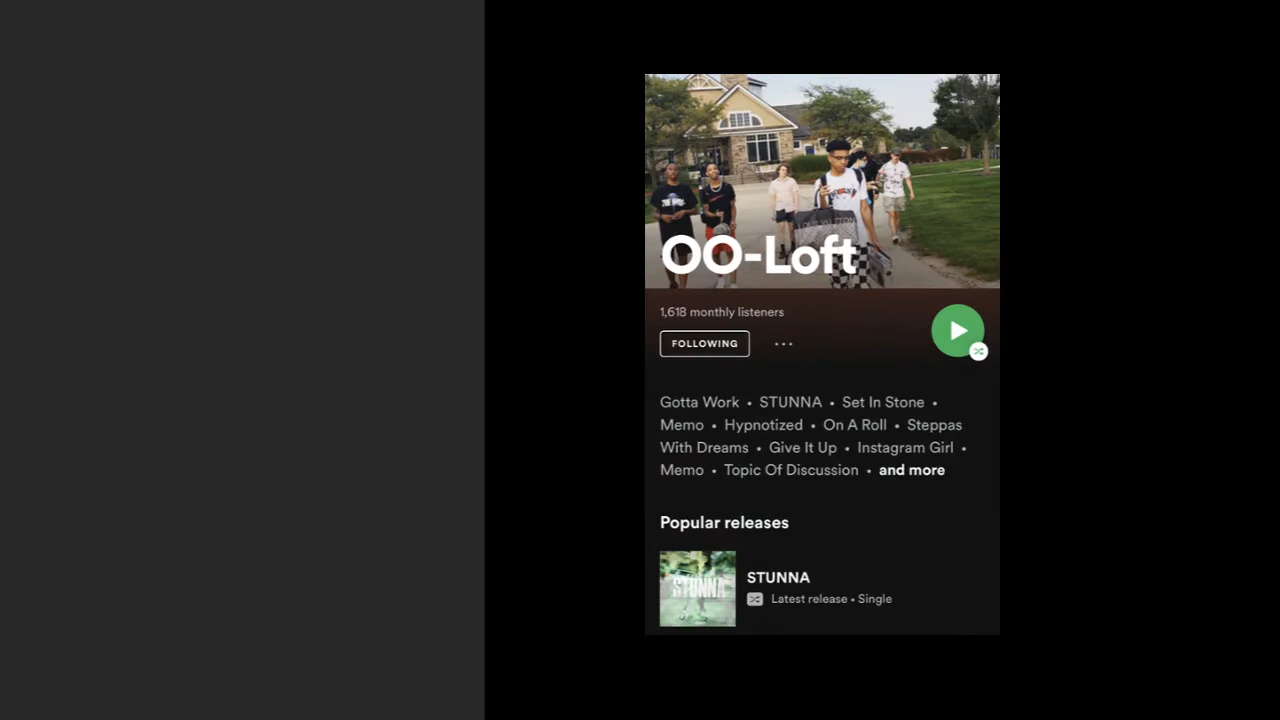 OO-Loft
1,618 monthly listeners
FOLLOWING
Gotta Work • STUNNA • Set In Stone •
Memo • Hypnotized • On A Roll • Steppas
With Dreams • Give It Up • Instagram Girl •
Memo • Topic Of Discussion • and more
Popular releases
STUNNA
STUNNA
Latest release • Single